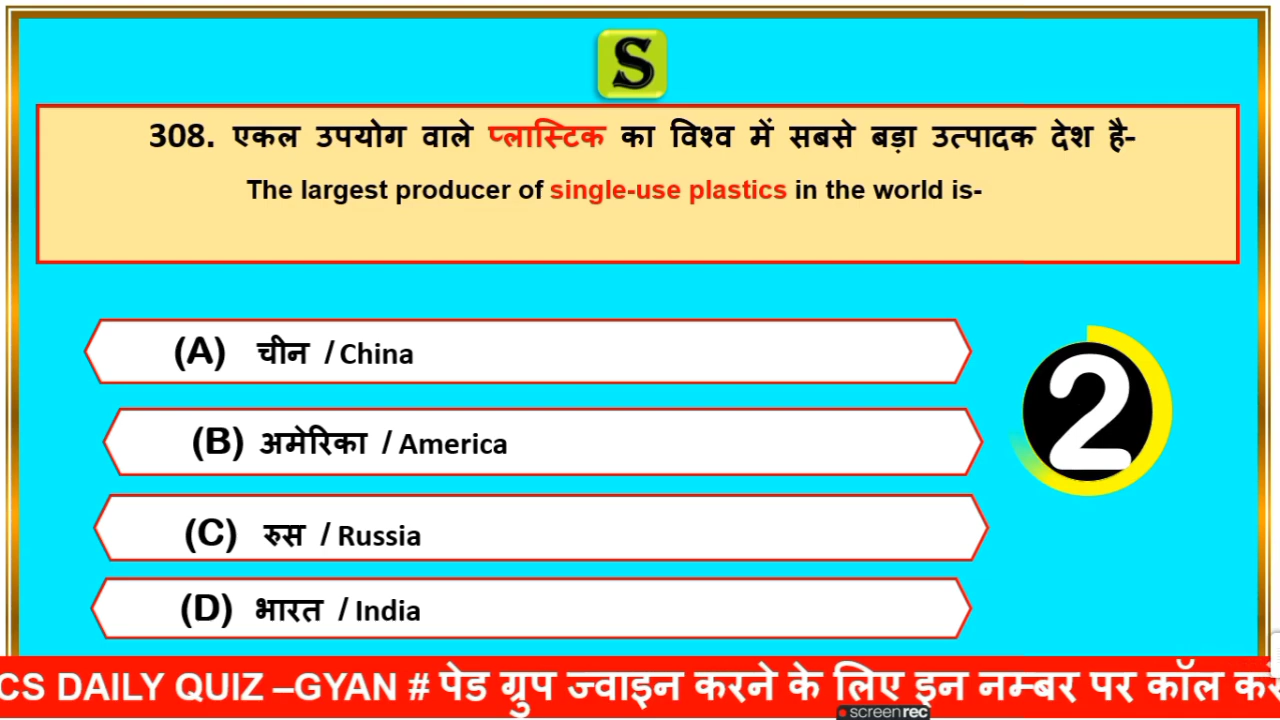 S
308. एकल उपयोग वाले प्लास्टिक का विश्व में सबसे बड़ा उत्पादक देश है-
The largest producer of single-use plastics in the world is-
(A) चीन / China
(B) अमेरिका / America
2
(C) रुस / Russia
(D) भारत / India
CS DAILY QUIZ –GYAN # पेड ग्रुप ज्वाइन करने के लिए इन नम्बर पर कॉल करें
screenrec